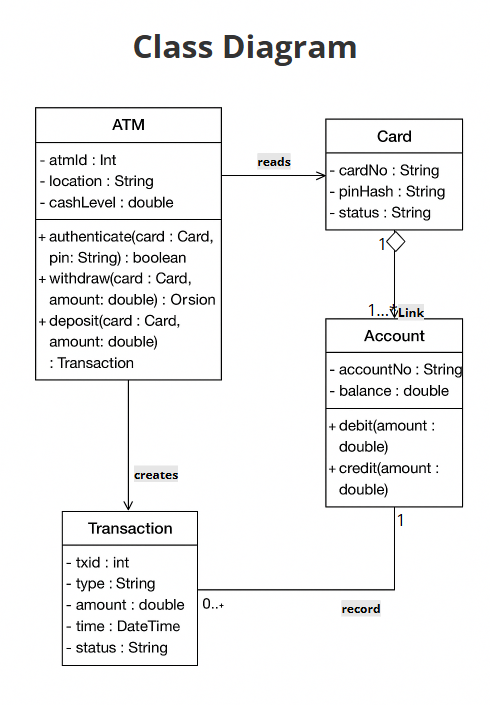 Class Diagram
ATM
- atmId : Int
- location : String
- cashLevel : double
+ authenticate(card : Card,
pin: String) : boolean
+ withdraw(card : Card,
amount: double) : Orsion
+ deposit(card : Card,
amount: double)
: Transaction
reads
Card
- cardNo : String
- pinHash : String
- status : String
1
1...*
Link
Account
- accountNo : String
- balance : double
+ debit(amount :
double)
+ credit(amount :
double)
1
creates
Transaction
- txid : int
- type : String
- amount : double
- time : DateTime
- status : String
0..+
record